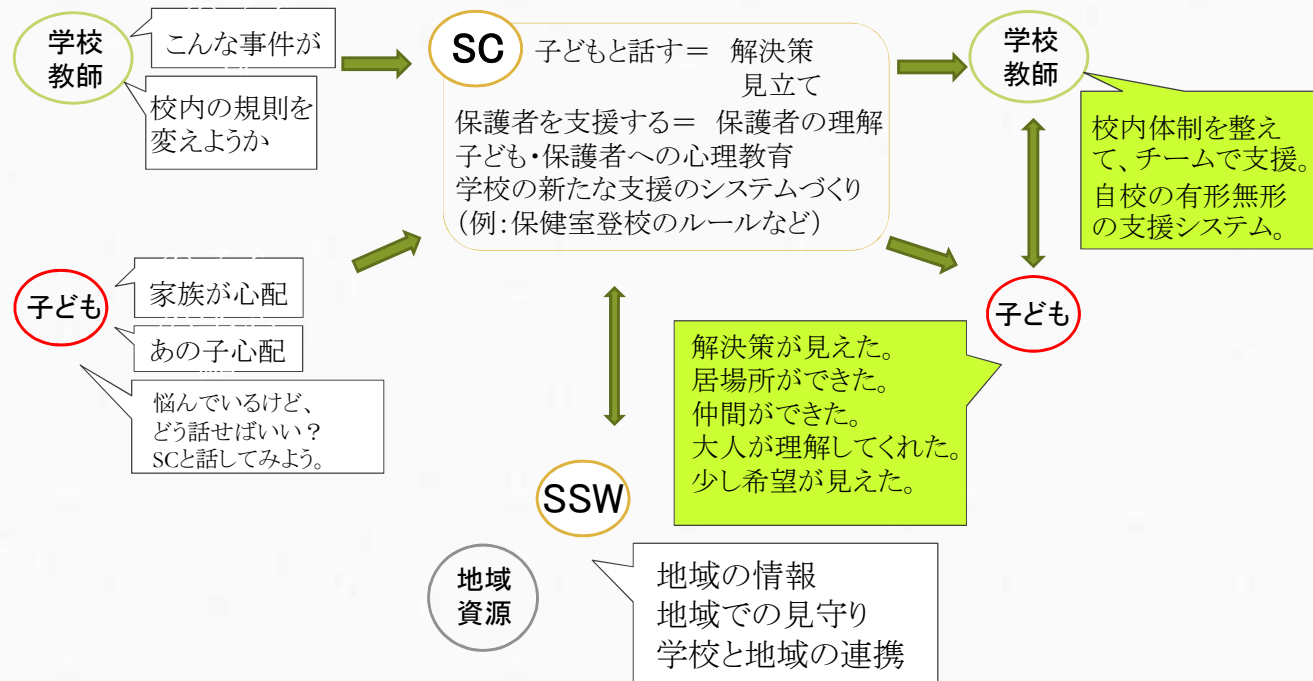 学校
教師
こんな事件が
校内の規則を
変えようか
SC
子どもと話す= 解決策
見立て
保護者を支援する= 保護者の理解
子ども・保護者への心理教育
学校の新たな支援のシステムづくり
(例:保健室登校のルールなど)
学校
教師
校内体制を整え
て、チームで支援。
自校の有形無形
の支援システム。
子ども
家族が心配
あの子心配
悩んでいるけど、
どう話せばいい?
SCと話してみよう。
子ども
解決策が見えた。
居場所ができた。
仲間ができた。
大人が理解してくれた。
少し希望が見えた。
SSW
地域
資源
地域の情報
地域での見守り
学校と地域の連携